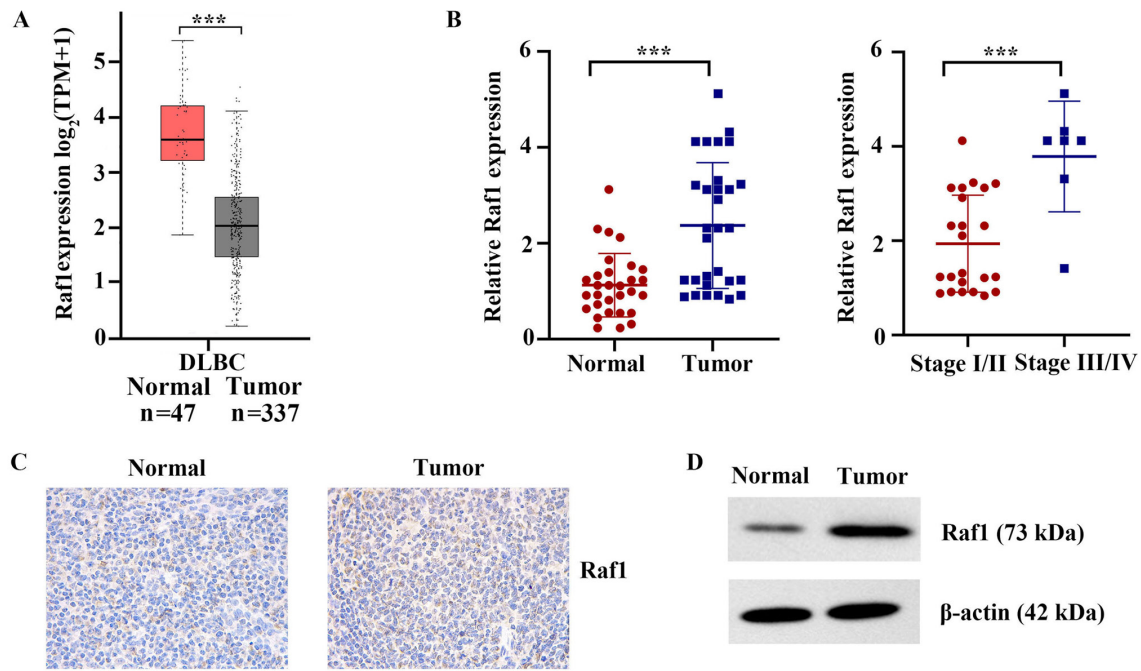 A
Raf1expression log₂(TPM+1)
***
5
4
3
2
1
0
DLBC
Normal Tumor
n=47 n=337
B
Relative Raf1 expression
***
6
4
2
0
Normal Tumor
Relative Raf1 expression
***
6
4
2
0
Stage I/II Stage III/IV
C
Normal Tumor
Raf1
D
Normal Tumor
Raf1 (73 kDa)
β-actin (42 kDa)